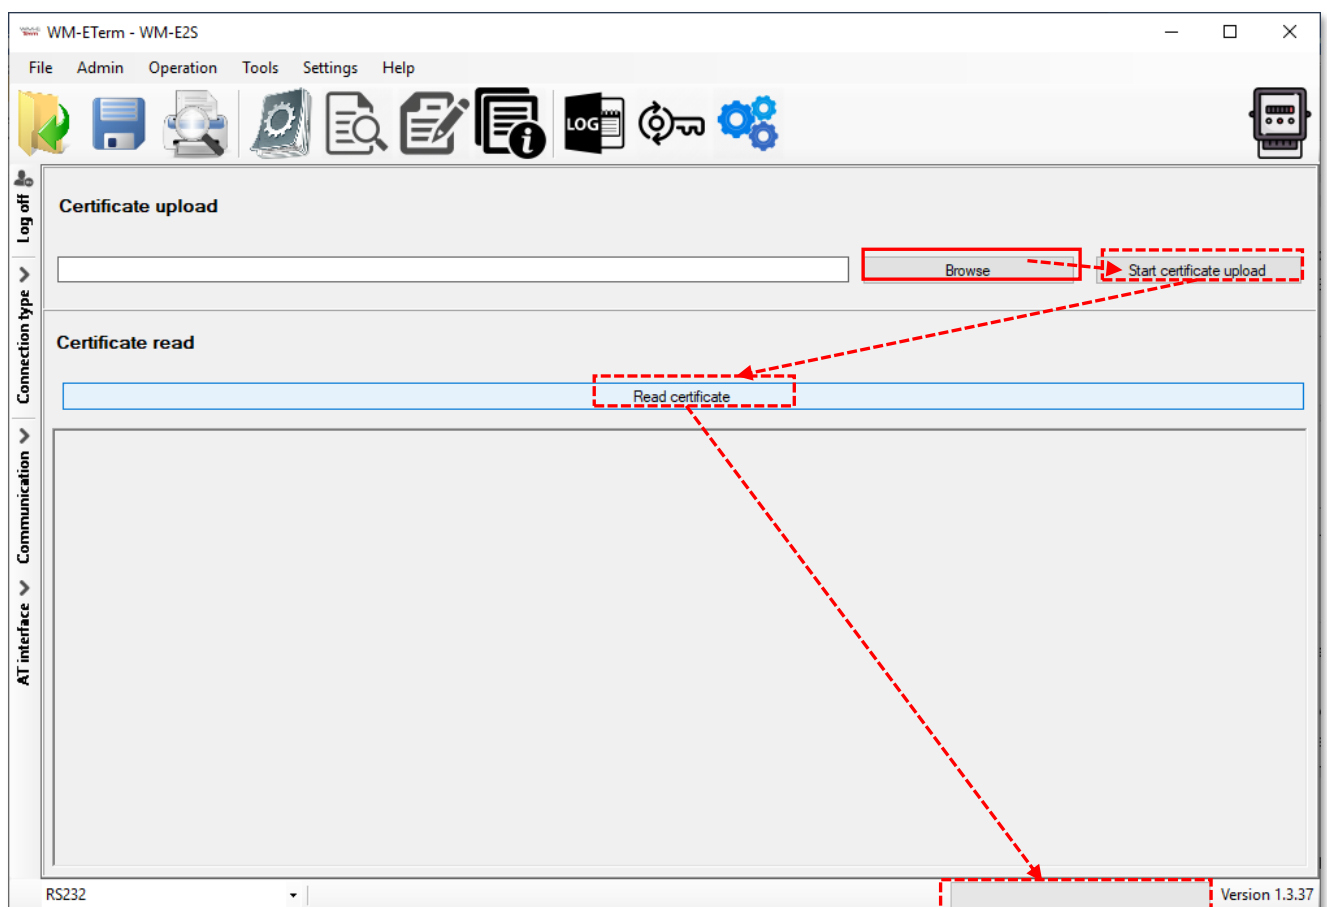 WM-ETerm - WM-E2S
File Admin Operation Tools Settings Help
LOG
Log off
Connection type
Communication
AT interface
Certificate upload
Browse
Start certificate upload
Certificate read
Read certificate
RS232
Version 1.3.37